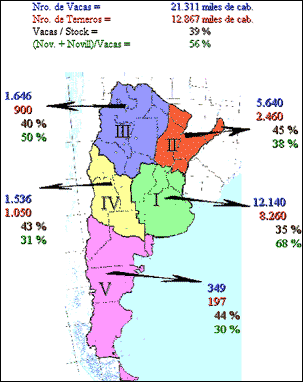 Nro. de Vacas = 21.311 miles de cab.
Nro. de Terneros = 12.867 miles de cab.
Vacas / Stock = 39 %
(Nov. + Novill)/Vacas = 56 %
1.646
900
40 %
50 %
III
II
5.640
2.460
45 %
38 %
1.536
1.050
43 %
31 %
IV
I
12.140
8.260
35 %
68 %
V
349
197
44 %
30 %